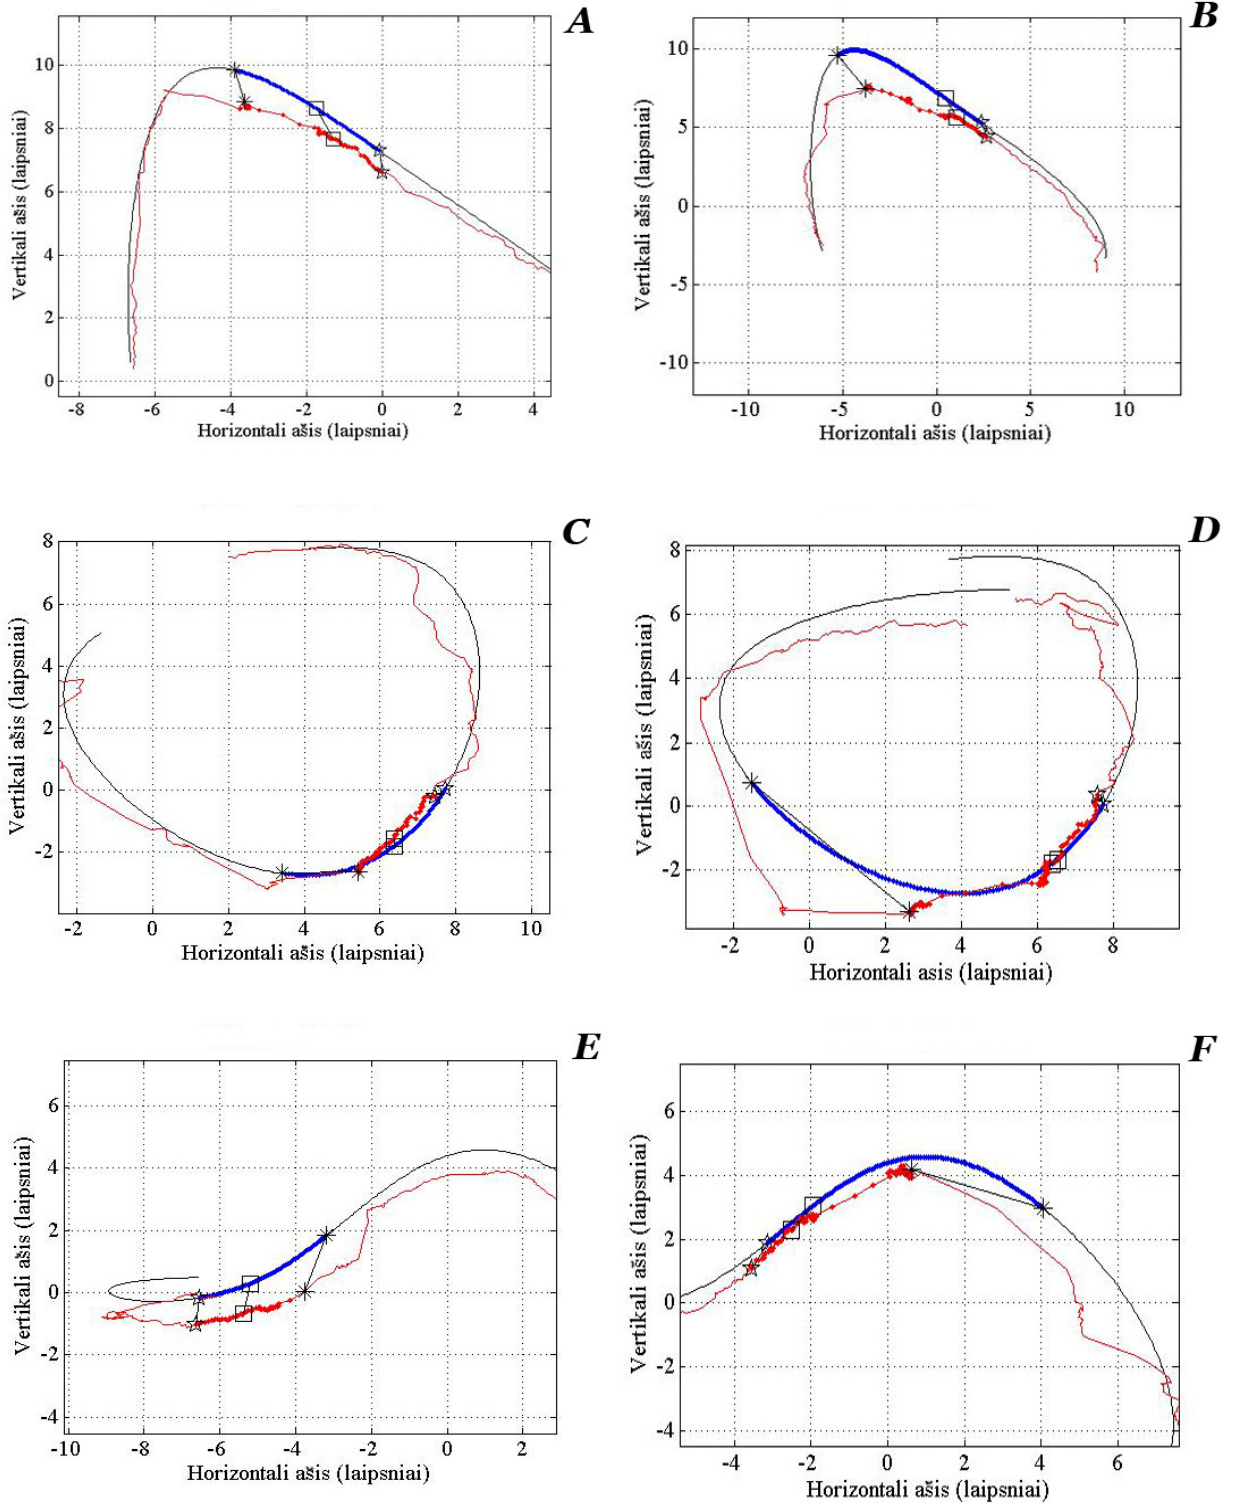 A
B
10
8
6
4
2
0
Vertikali ašis (laipsniai)
-8 -6 -4 -2 0 2 4
Horizontali ašis (laipsniai)
10
5
0
-5
-10
Vertikali ašis (laipsniai)
-10 -5 0 5 10
Horizontali ašis (laipsniai)
C
D
8
6
4
2
0
-2
Vertikali ašis (laipsniai)
-2 0 2 4 6 8 10
Horizontali ašis (laipsniai)
8
6
4
2
0
-2
Vertikali ašis (laipsniai)
-2 0 2 4 6 8
Horizontali asis (laipsniai)
E
F
6
4
2
0
-2
-4
Vertikali ašis (laipsniai)
-10 -8 -6 -4 -2 0 2
Horizontali ašis (laipsniai)
6
4
2
0
-2
-4
Vertikali ašis (laipsniai)
-4 -2 0 2 4 6
Horizontali ašis (laipsniai)